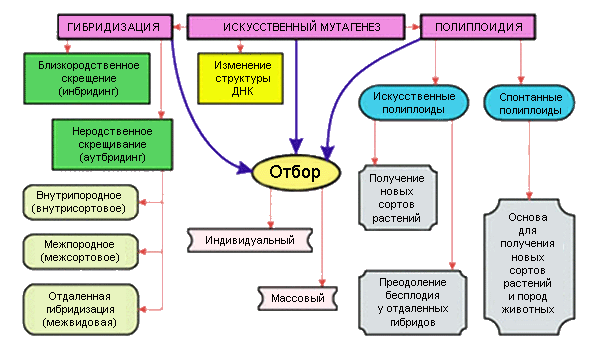 ГИБРИДИЗАЦИЯ
ИСКУССТВЕННЫЙ МУТАГЕНЕЗ
ПОЛИПЛОИДИЯ
Близкородственное
скрещение
(инбридинг)
Изменение
структуры
ДНК
Искусственные
полиплоиды
Спонтанные
полиплоиды
Неродственное
скрещивание
(аутбридинг)
Отбор
Получение
новых
сортов
растений
Внутрипородное
(внутрисортовое)
Индивидуальный
Основа
для
получения
новых
сортов
растений
и пород
животных
Межпородное
(межсортовое)
Отдаленная
гибридизация
(межвидовая)
Массовый
Преодоление
бесплодия
у отдаленных
гибридов